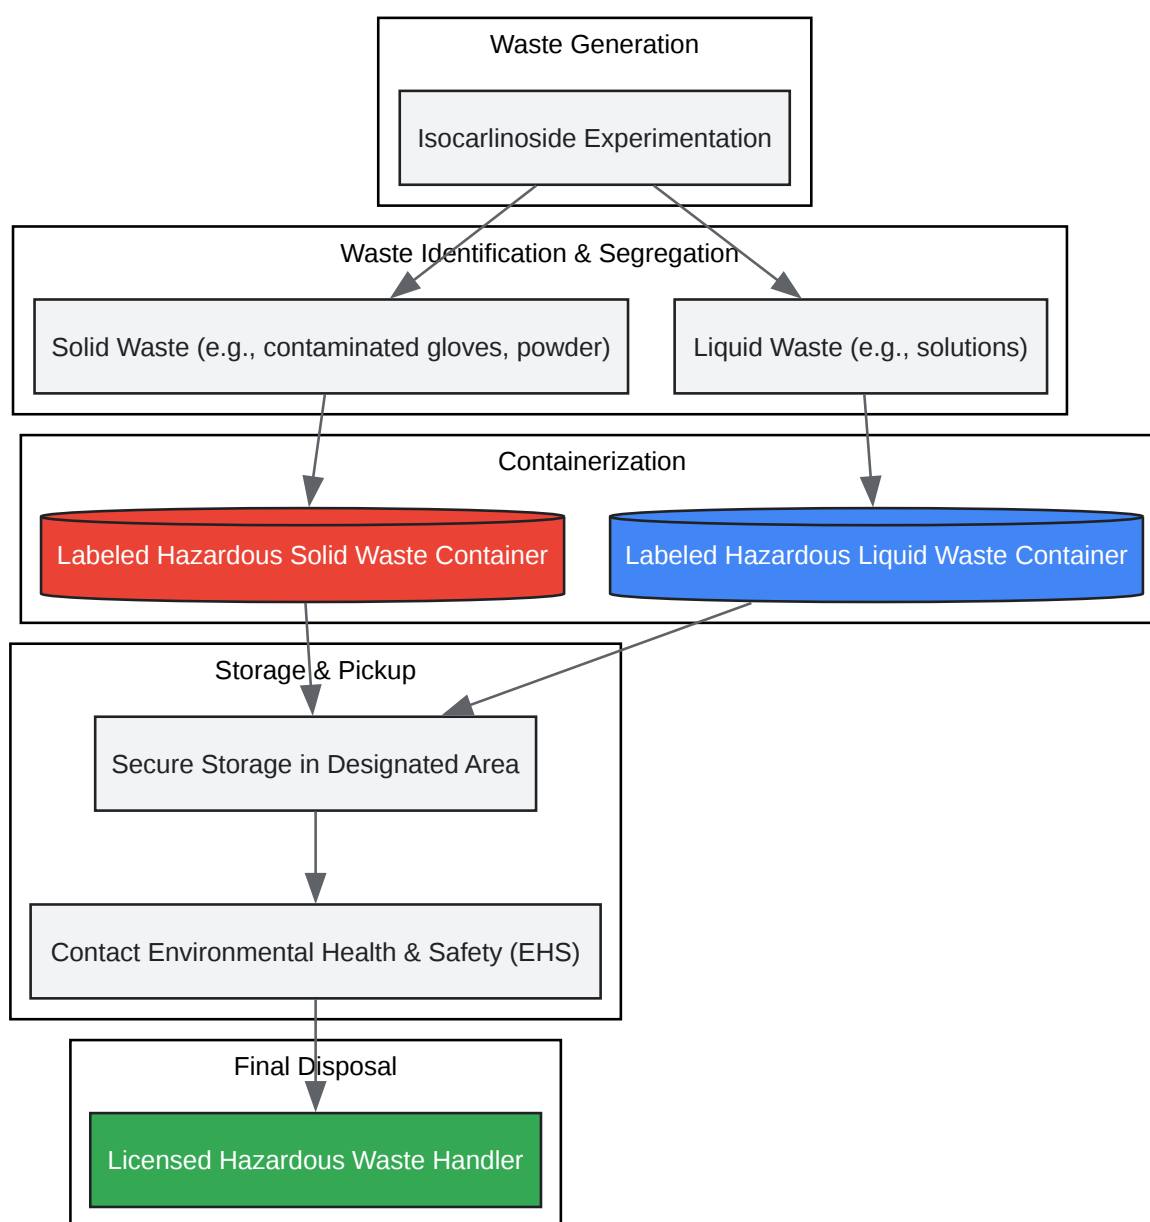 Waste Generation
Isocarlinoside Experimentation
Waste Identification & Segregation
Solid Waste (e.g., contaminated gloves, powder)
Liquid Waste (e.g., solutions)
Containerization
Labeled Hazardous Solid Waste Container
Labeled Hazardous Liquid Waste Container
Storage & Pickup
Secure Storage in Designated Area
Contact Environmental Health & Safety (EHS)
Final Disposal
Licensed Hazardous Waste Handler